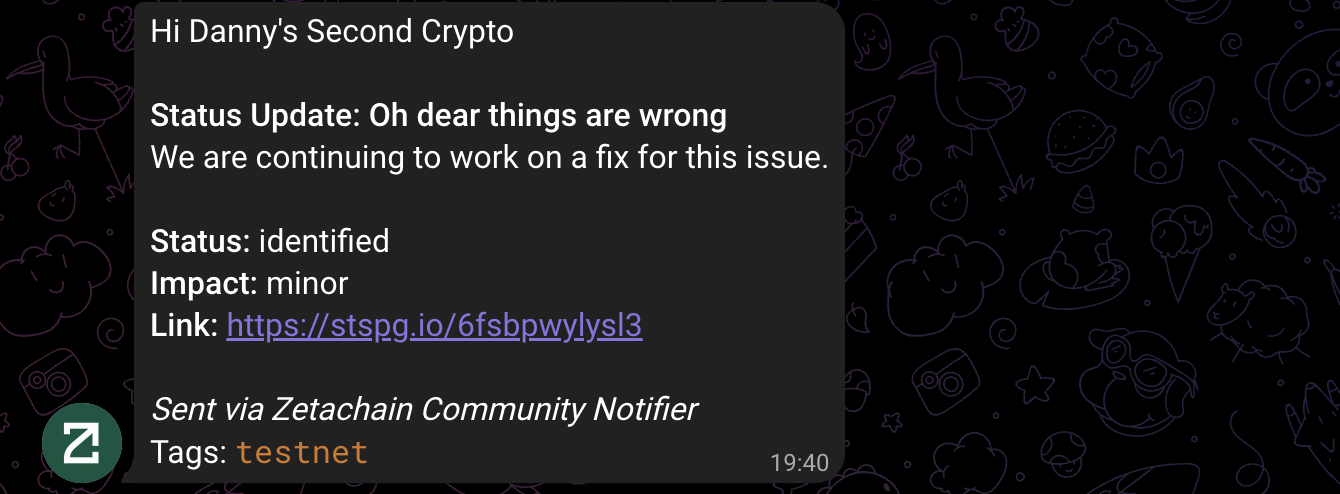 Hi Danny's Second Crypto
Status Update: Oh dear things are wrong
We are continuing to work on a fix for this issue.
Status: identified
Impact: minor
Link: https://stspg.io/6fsbpwylysl3
Sent via Zetachain Community Notifier
Tags: testnet
19:40